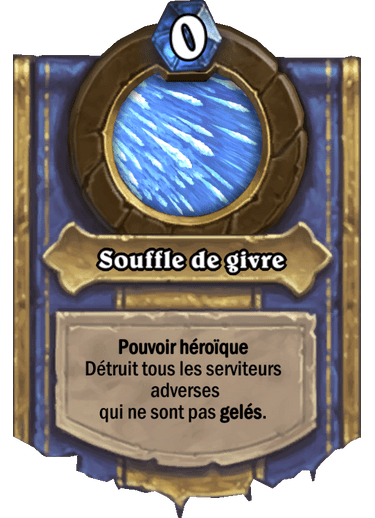 0
Souffle de givre
Pouvoir héroïque
Détruit tous les serviteurs
adverses
qui ne sont pas gelés.